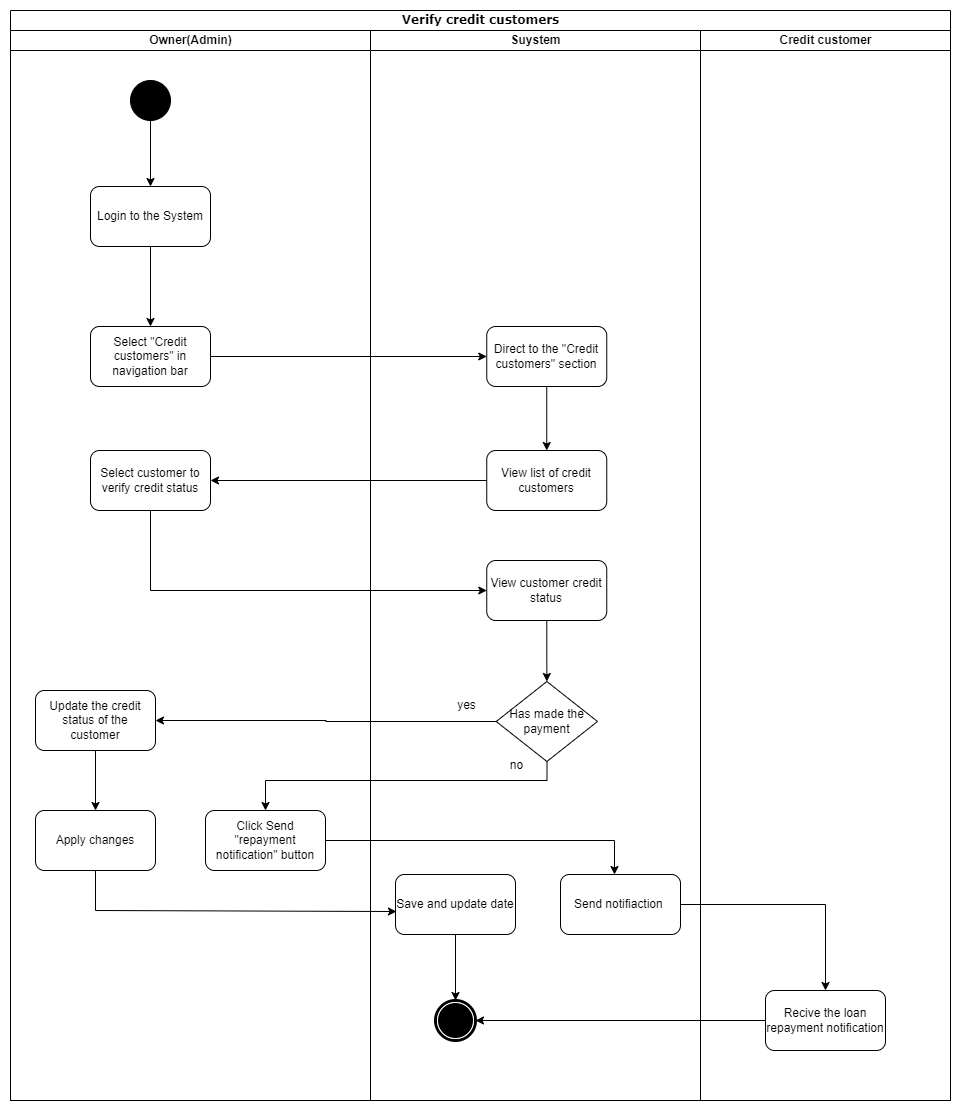 Verify credit customers
Owner(Admin)
Suystem
Credit customer
Login to the System
Select "Credit
customers" in
navigation bar
Direct to the "Credit
customers" section
Select customer to
verify credit status
View list of credit
customers
View customer credit
status
Update the credit
status of the
customer
yes
Has made the
payment
no
Apply changes
Click Send
"repayment
notification" button
Save and update date
Send notifiaction
Recive the loan
repayment notification